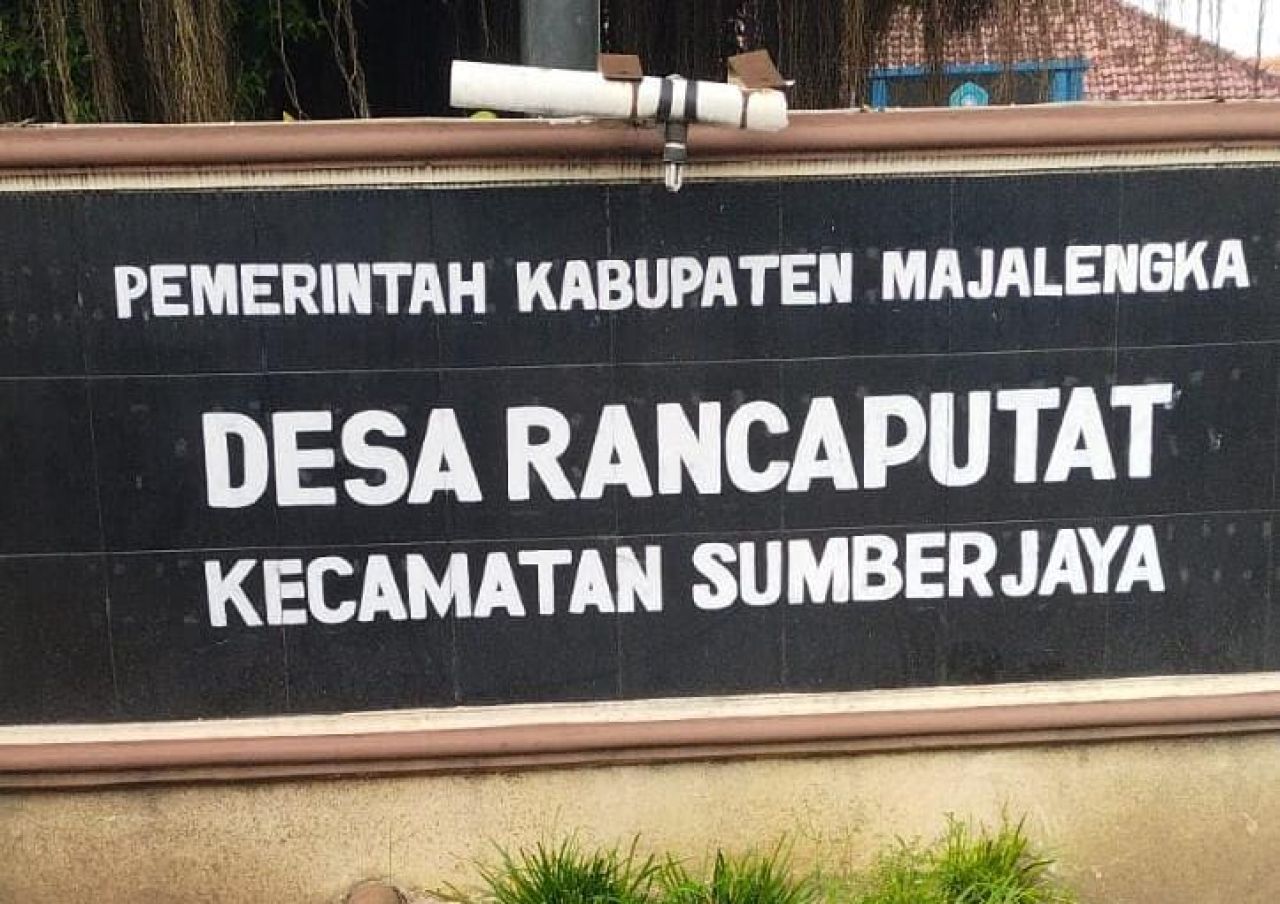 PEMERINTAH KABUPATEN MAJALENGKA
DESA RANCAPUTAT
KECAMATAN SUMBERJAYA